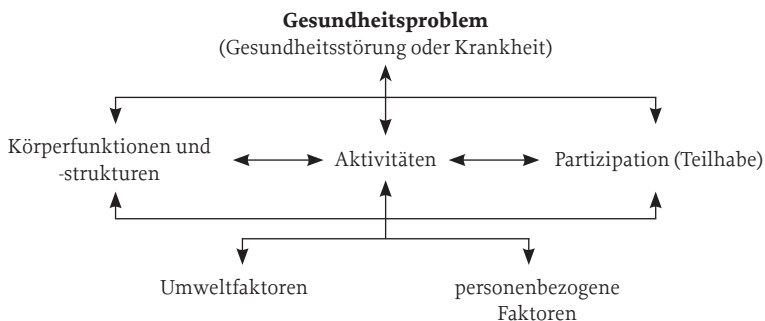 Gesundheitsproblem
(Gesundheitsstörung oder Krankheit)
Körperfunktionen und
-strukturen
Aktivitäten
Partizipation (Teilhabe)
Umweltfaktoren
personenbezogene
Faktoren